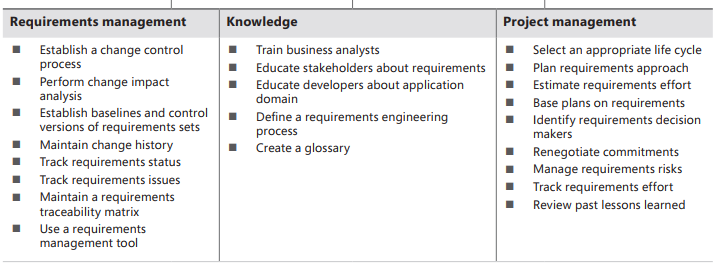 Requirements management
Establish a change control
process
Perform change impact
analysis
Establish baselines and control
versions of requirements sets
Maintain change history
Track requirements status
Track requirements issues
Maintain a requirements
traceability matrix
Use a requirements
management tool
Knowledge
Train business analysts
Educate stakeholders about requirements
Educate developers about application
domain
Define a requirements engineering
process
Create a glossary
Project management
Select an appropriate life cycle
Plan requirements approach
Estimate requirements effort
Base plans on requirements
Identify requirements decision
makers
Renegotiate commitments
Manage requirements risks
Track requirements effort
Review past lessons learned